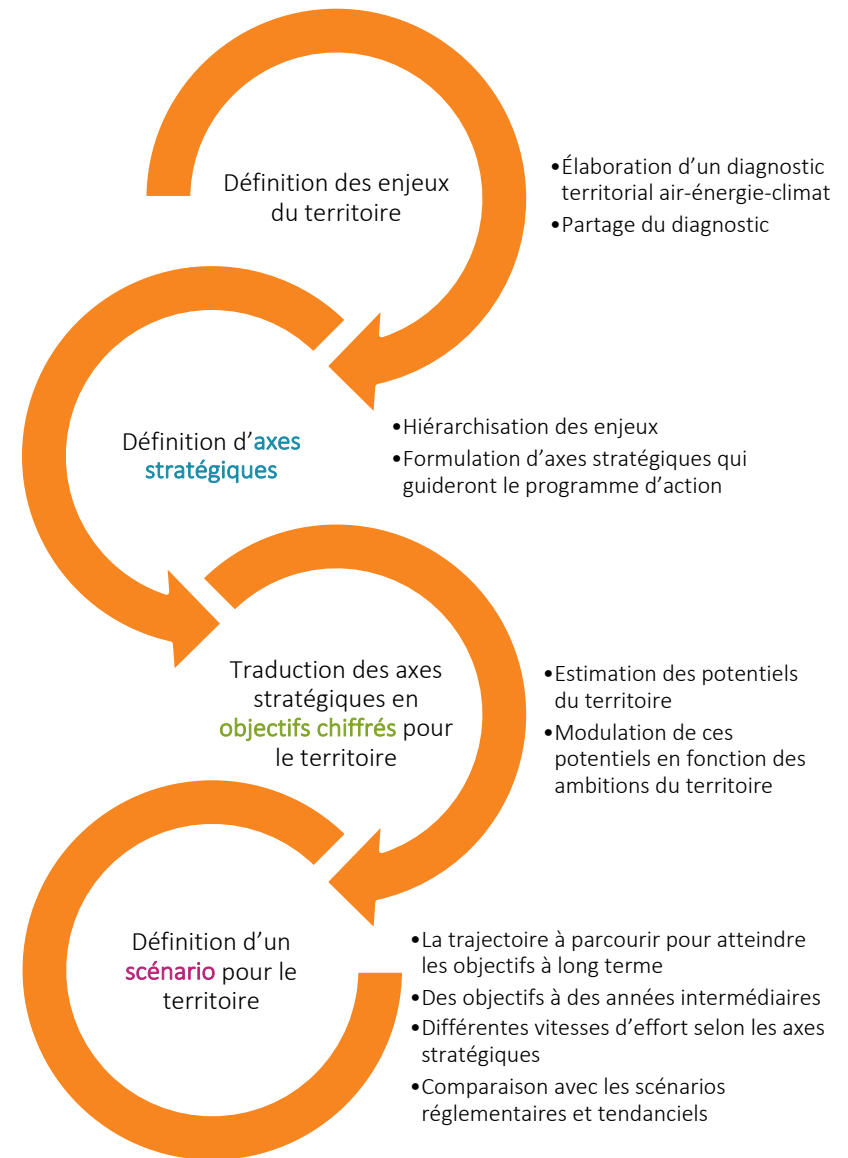 Définition des enjeux
du territoire
•Élaboration d’un diagnostic
territorial air-énergie-climat
•Partage du diagnostic
Définition d’axes
stratégiques
•Hiérarchisation des enjeux
•Formulation d’axes stratégiques qui
guideront le programme d’action
Traduction des axes
stratégiques en
objectifs chiffrés pour
le territoire
•Estimation des potentiels
du territoire
•Modulation de ces
potentiels en fonction des
ambitions du territoire
Définition d’un
scénario pour le
territoire
•La trajectoire à parcourir pour atteindre
les objectifs à long terme
•Des objectifs à des années intermédiaires
•Différentes vitesses d’effort selon les axes
stratégiques
•Comparaison avec les scénarios
réglementaires et tendanciels